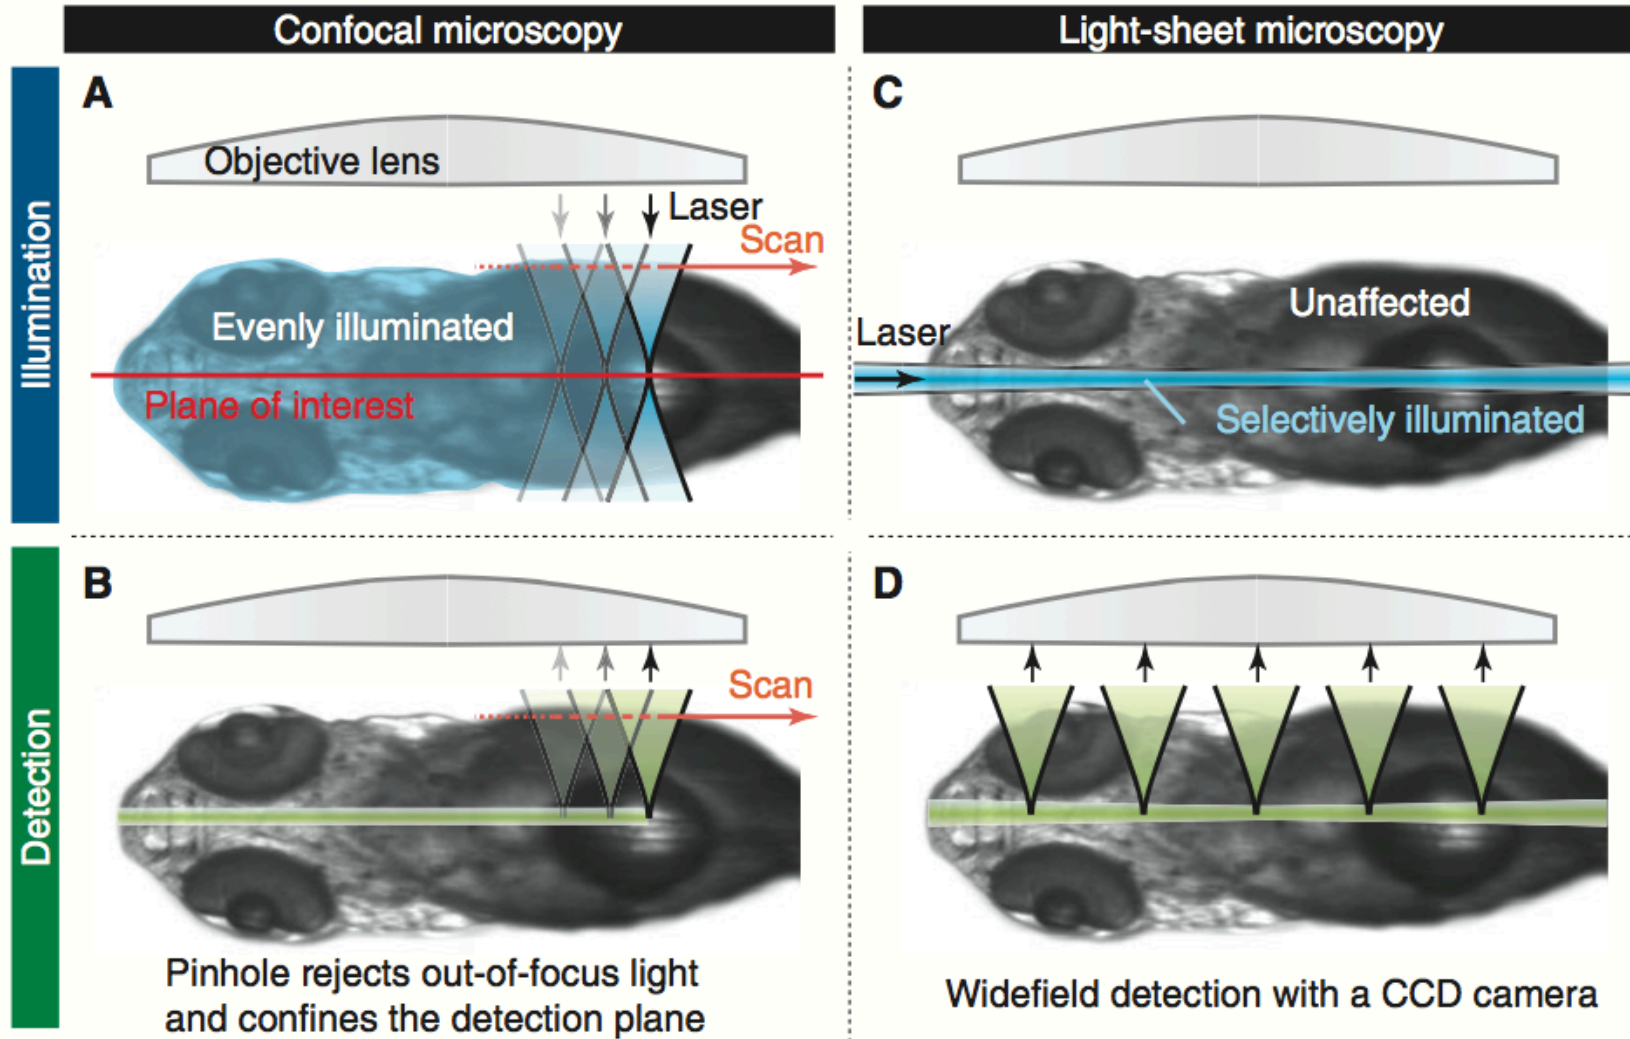 Confocal microscopy
Light-sheet microscopy
Illumination
A
Objective lens
Laser
Scan
Evenly illuminated
Plane of interest
C
Unaffected
Laser
Selectively illuminated
Detection
B
Scan
Pinhole rejects out-of-focus light
and confines the detection plane
D
Widefield detection with a CCD camera